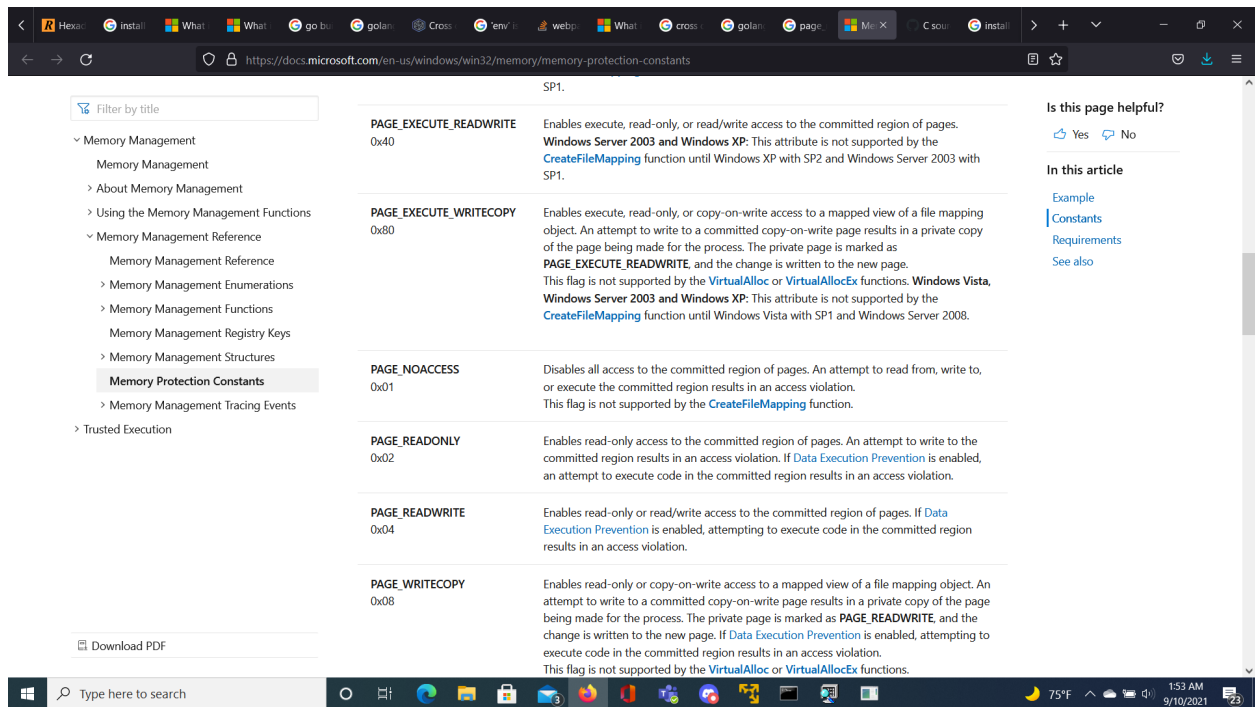 Hexac
install
What
What
go bu
golan
Cross
'env' i
webp
What
cross
golan
page_
Me
C sour
install
https://docs.microsoft.com/en-us/windows/win32/memory/memory-protection-constants
Filter by title
Memory Management
Memory Management
About Memory Management
Using the Memory Management Functions
Memory Management Reference
Memory Management Reference
Memory Management Enumerations
Memory Management Functions
Memory Management Registry Keys
Memory Management Structures
Memory Protection Constants
Memory Management Tracing Events
Trusted Execution
Download PDF
SP1.
PAGE_EXECUTE_READWRITE
0x40
Enables execute, read-only, or read/write access to the committed region of pages.
Windows Server 2003 and Windows XP: This attribute is not supported by the
CreateFileMapping function until Windows XP with SP2 and Windows Server 2003 with
SP1.
PAGE_EXECUTE_WRITECOPY
0x80
Enables execute, read-only, or copy-on-write access to a mapped view of a file mapping
object. An attempt to write to a committed copy-on-write page results in a private copy
of the page being made for the process. The private page is marked as
PAGE_EXECUTE_READWRITE, and the change is written to the new page.
This flag is not supported by the VirtualAlloc or VirtualAllocEx functions. Windows Vista,
Windows Server 2003 and Windows XP: This attribute is not supported by the
CreateFileMapping function until Windows Vista with SP1 and Windows Server 2008.
PAGE_NOACCESS
0x01
Disables all access to the committed region of pages. An attempt to read from, write to,
or execute the committed region results in an access violation.
This flag is not supported by the CreateFileMapping function.
PAGE_READONLY
0x02
Enables read-only access to the committed region of pages. An attempt to write to the
committed region results in an access violation. If Data Execution Prevention is enabled,
an attempt to execute code in the committed region results in an access violation.
PAGE_READWRITE
0x04
Enables read-only or read/write access to the committed region of pages. If Data
Execution Prevention is enabled, attempting to execute code in the committed region
results in an access violation.
PAGE_WRITECOPY
0x08
Enables read-only or copy-on-write access to a mapped view of a file mapping object. An
attempt to write to a committed copy-on-write page results in a private copy of the page
being made for the process. The private page is marked as PAGE_READWRITE, and the
change is written to the new page. If Data Execution Prevention is enabled, attempting to
execute code in the committed region results in an access violation.
This flag is not supported by the VirtualAlloc or VirtualAllocEx functions.
Is this page helpful?
Yes No
In this article
Example
Constants
Requirements
See also
Type here to search
3
75°F
1:53 AM
9/10/2021
23